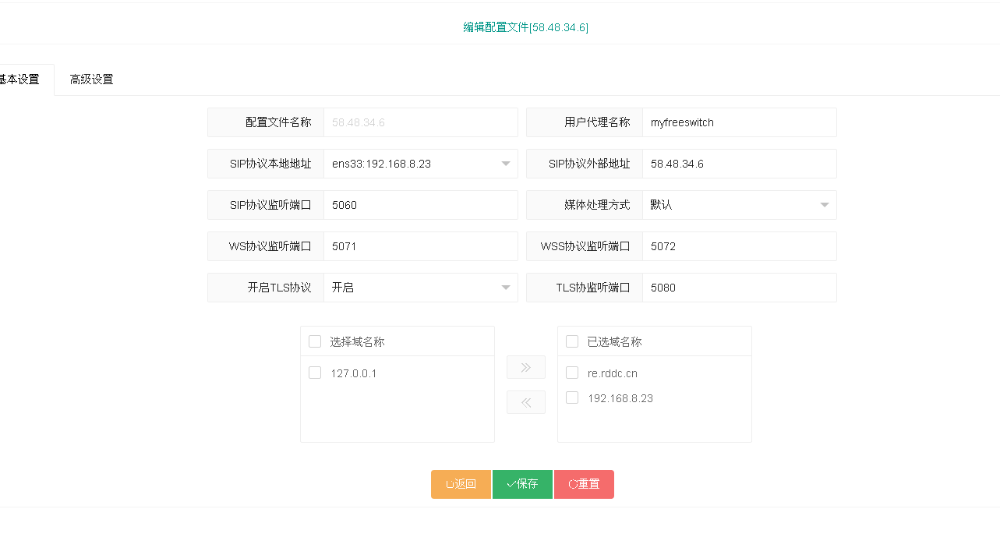 编辑配置文件[58.48.34.6]
基本设置 高级设置
配置文件名称 58.48.34.6 用户代理名称 myfreeswitch
SIP协议本地地址 ens33:192.168.8.23 SIP协议外部地址 58.48.34.6
SIP协议监听端口 5060 媒体处理方式 默认
WS协议监听端口 5071 WSS协议监听端口 5072
开启TLS协议 开启 TLS协监听端口 5080
选择域名称 已选域名称
127.0.0.1 re.rddc.cn
192.168.8.23
返回 保存 重置